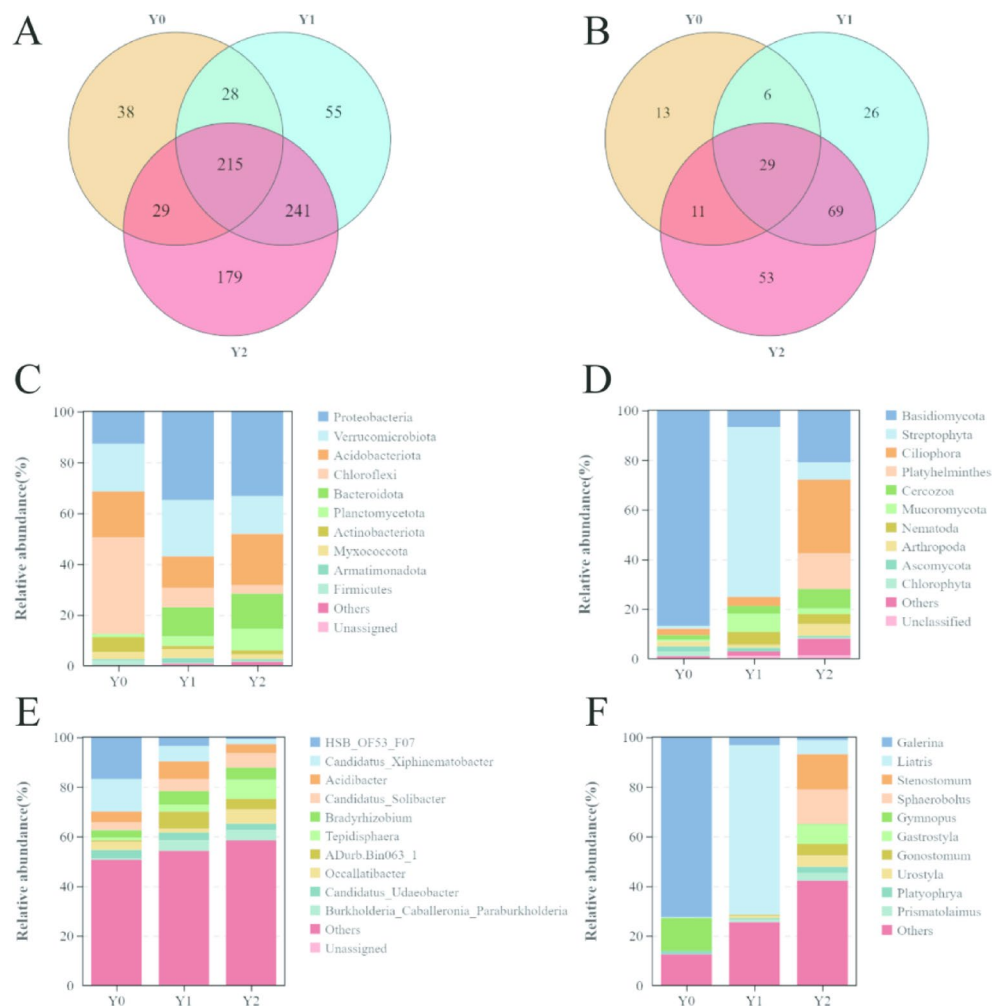 A
Y0
Y1
38
28
55
215
29
241
179
Y2
B
Y0
Y1
13
6
26
29
11
69
53
Y2
C
Relative abundance(%)
100
80
60
40
20
0
Y0 Y1 Y2
Proteobacteria
Verrucomicrobiota
Acidobacteriota
Chloroflexi
Bacteroidota
Planctomycetota
Actinobacteriota
Myxococcota
Armatimonadota
Firmicutes
Others
Unassigned
D
Relative abundance(%)
100
80
60
40
20
0
Y0 Y1 Y2
Basidiomycota
Streptophyta
Ciliophora
Platyhelminthes
Cercozoa
Mucoromycota
Nematoda
Arthropoda
Ascomycota
Chlorophyta
Others
Unclassified
E
Relative abundance(%)
100
80
60
40
20
0
Y0 Y1 Y2
HSB_OF53_F07
Candidatus_Xiphinematobacter
Acidibacter
Candidatus_Solibacter
Bradyrhizobium
Tepidisphaera
ADurb.Bin063_1
Occallatibacter
Candidatus_Udaeobacter
Burkholderia_Caballeronia_Paraburkholderia
Others
Unassigned
F
Relative abundance(%)
100
80
60
40
20
0
Y0 Y1 Y2
Galerina
Liatris
Stenostomum
Sphaerobolus
Gymnopus
Gastrostyla
Gonostomum
Urostyla
Platyophrya
Prismatolaimus
Others